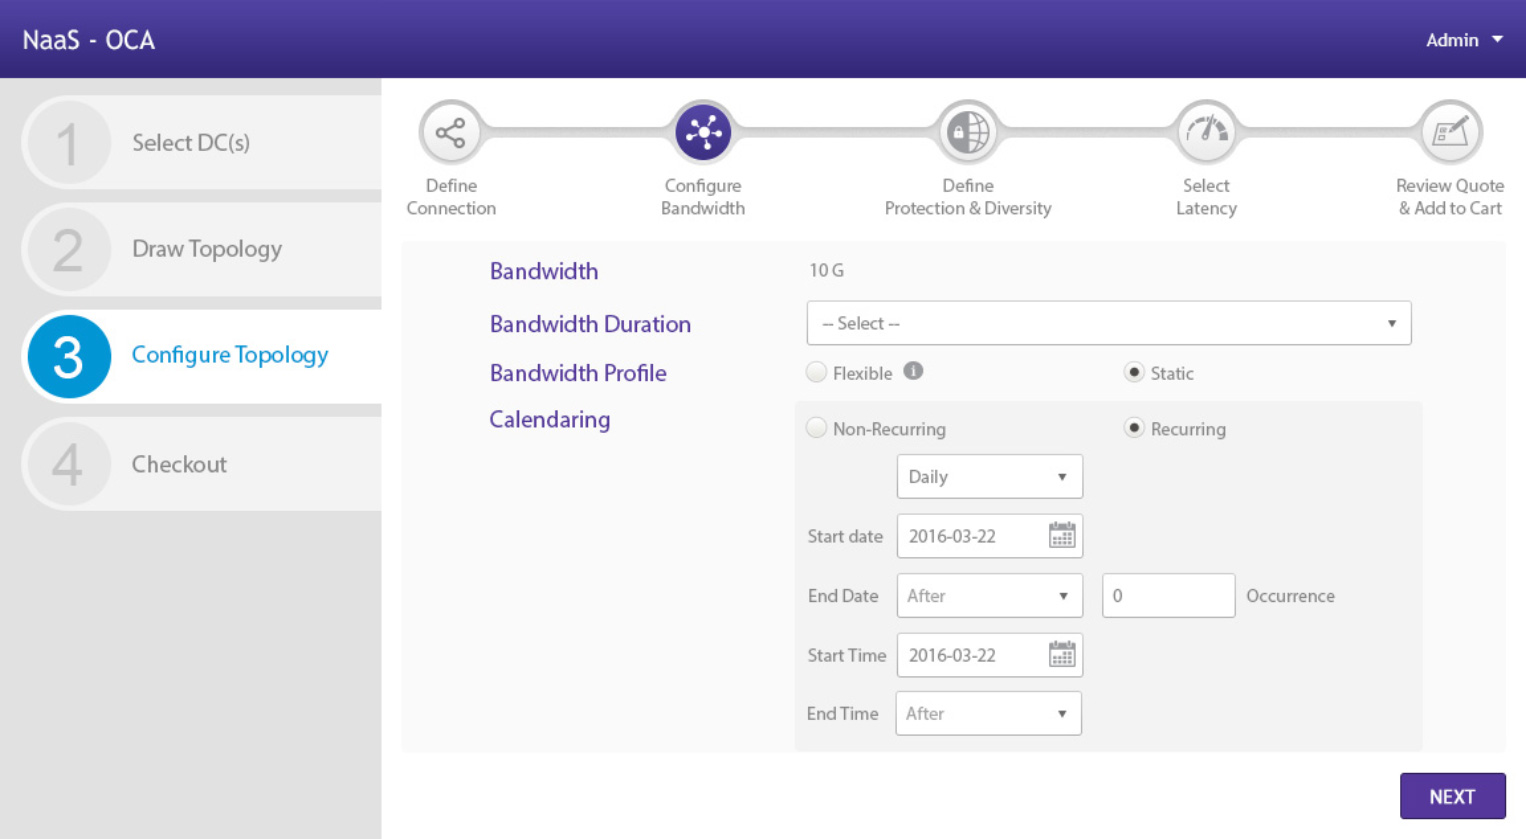 NaaS - OCA
Admin
1
Select DC(s)
2
Draw Topology
3
Configure Topology
4
Checkout
Define
Connection
Configure
Bandwidth
Define
Protection & Diversity
Select
Latency
Review Quote
& Add to Cart
Bandwidth
10 G
Bandwidth Duration
-- Select --
Bandwidth Profile
Flexible
i
Static
Calendaring
Non-Recurring
Recurring
Daily
Start date
2016-03-22
End Date
After
0
Occurrence
Start Time
2016-03-22
End Time
After
NEXT